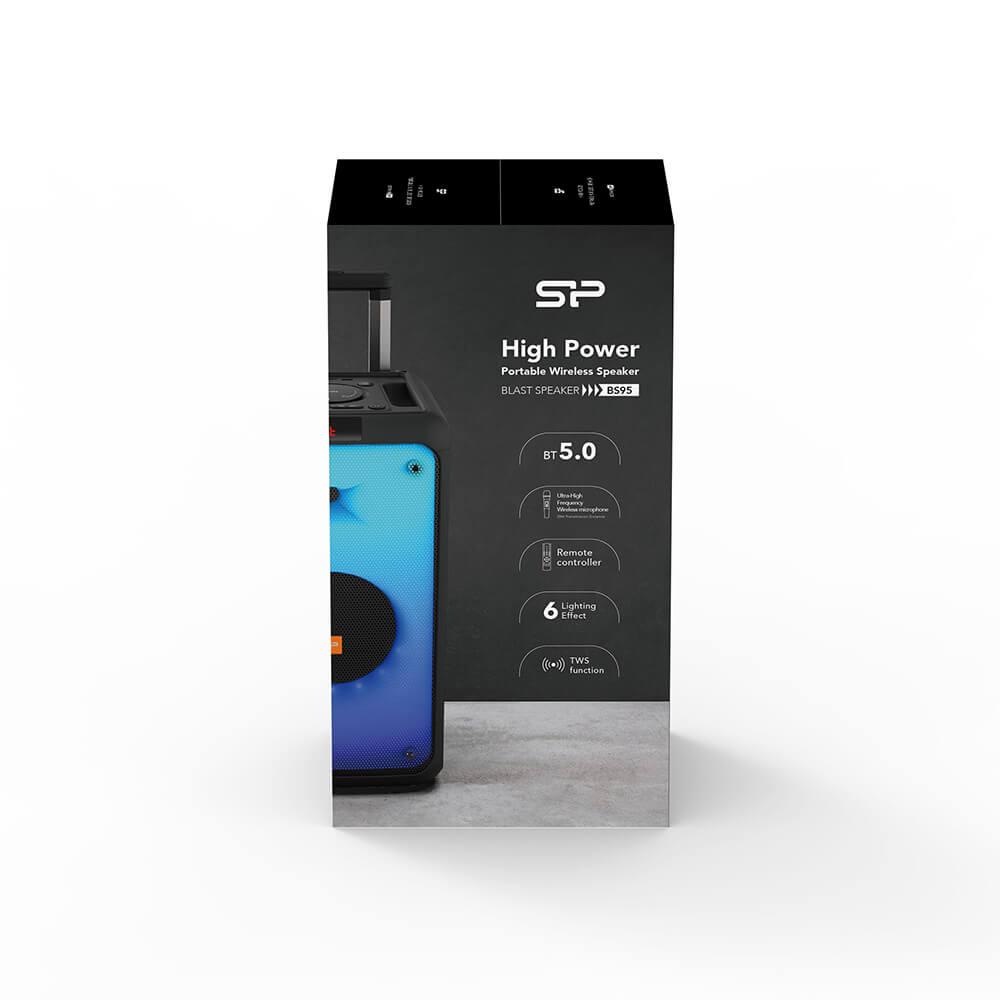 SP
High Power
Portable Wireless Speaker
BLAST SPEAKER BS95
BT 5.0
Ultra-High
Frequency
Wireless microphone
Remote
controller
6 Lighting
Effect
TWS
function